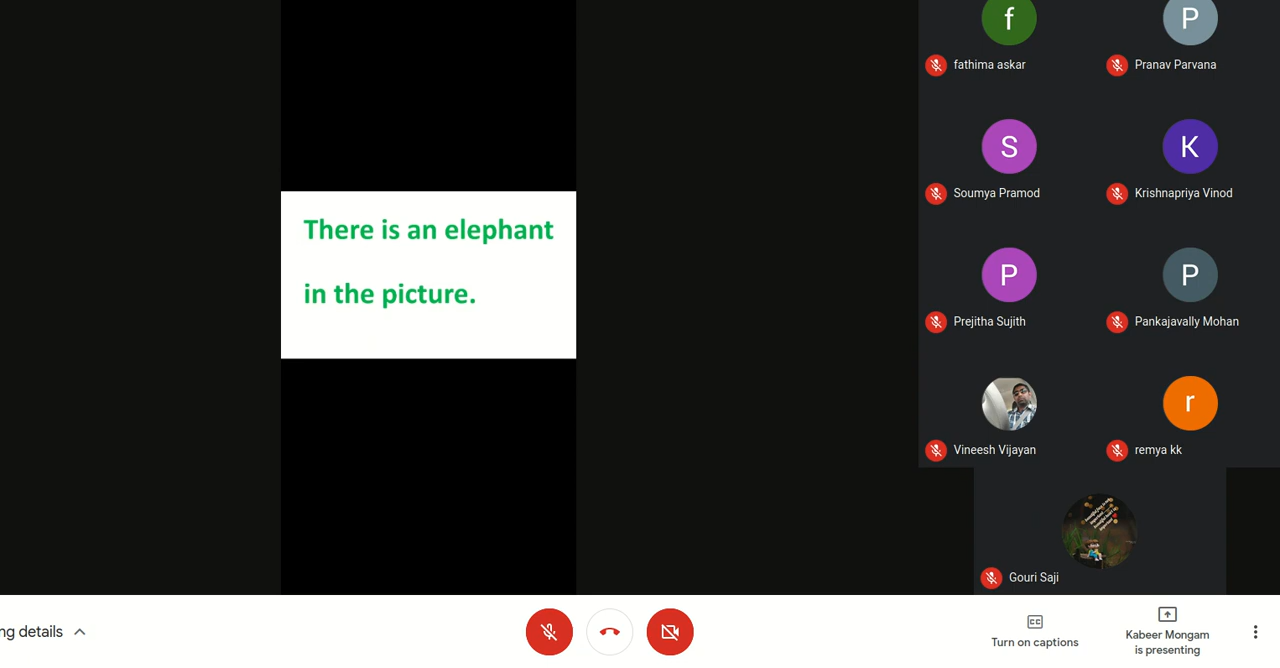 There is an elephant
in the picture.
f
P
fathima askar
Pranav Parvana
S
K
Soumya Pramod
Krishnapriya Vinod
P
P
Prejitha Sujith
Pankajavally Mohan
r
Vineesh Vijayan
remya kk
Gouri Saji
ng details
CC
Turn on captions
Kabeer Mongam
is presenting